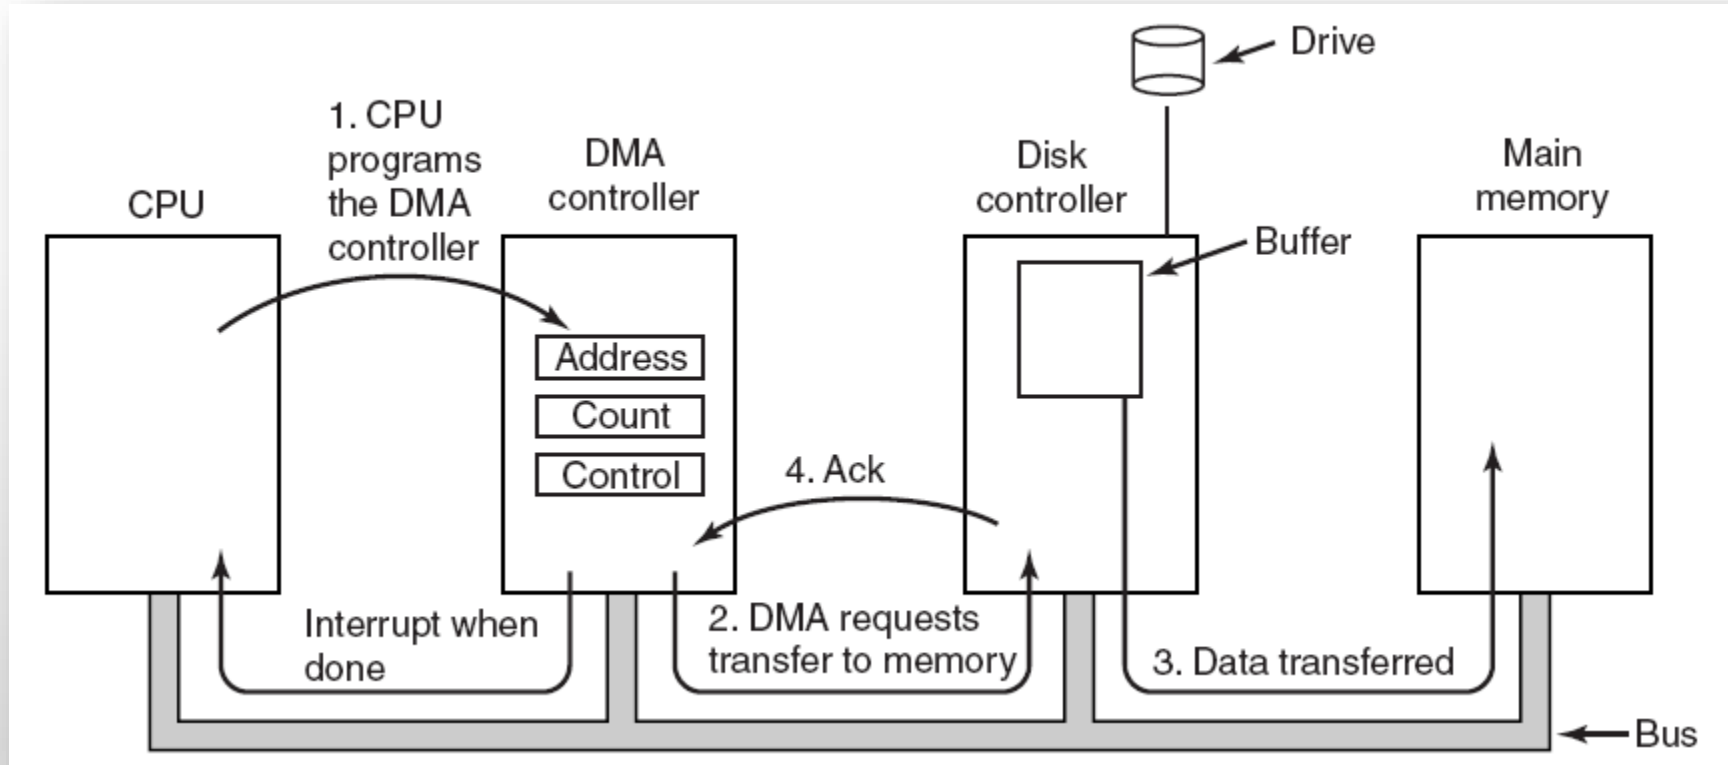 Drive
1. CPU
programs
the DMA
controller
CPU
DMA
controller
Disk
controller
Main
memory
Buffer
Address
Count
Control
4. Ack
Interrupt when
done
2. DMA requests
transfer to memory
3. Data transferred
Bus